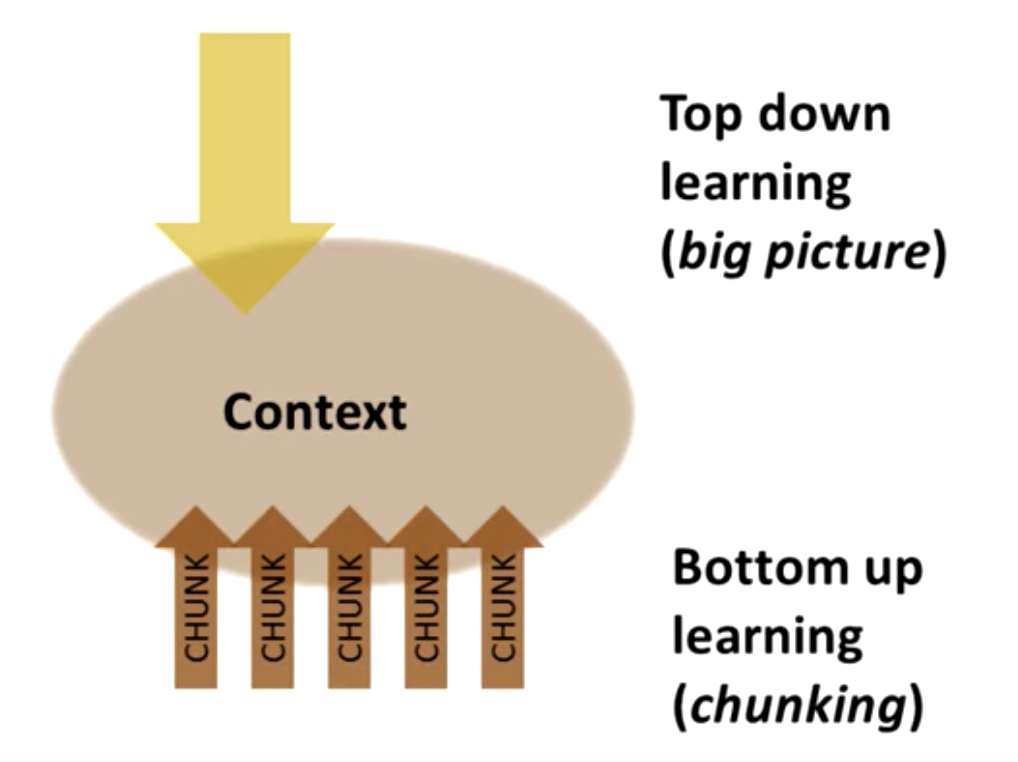 Top down
learning
(big picture)
Context
CHUNK
CHUNK
CHUNK
CHUNK
CHUNK
Bottom up
learning
(chunking)